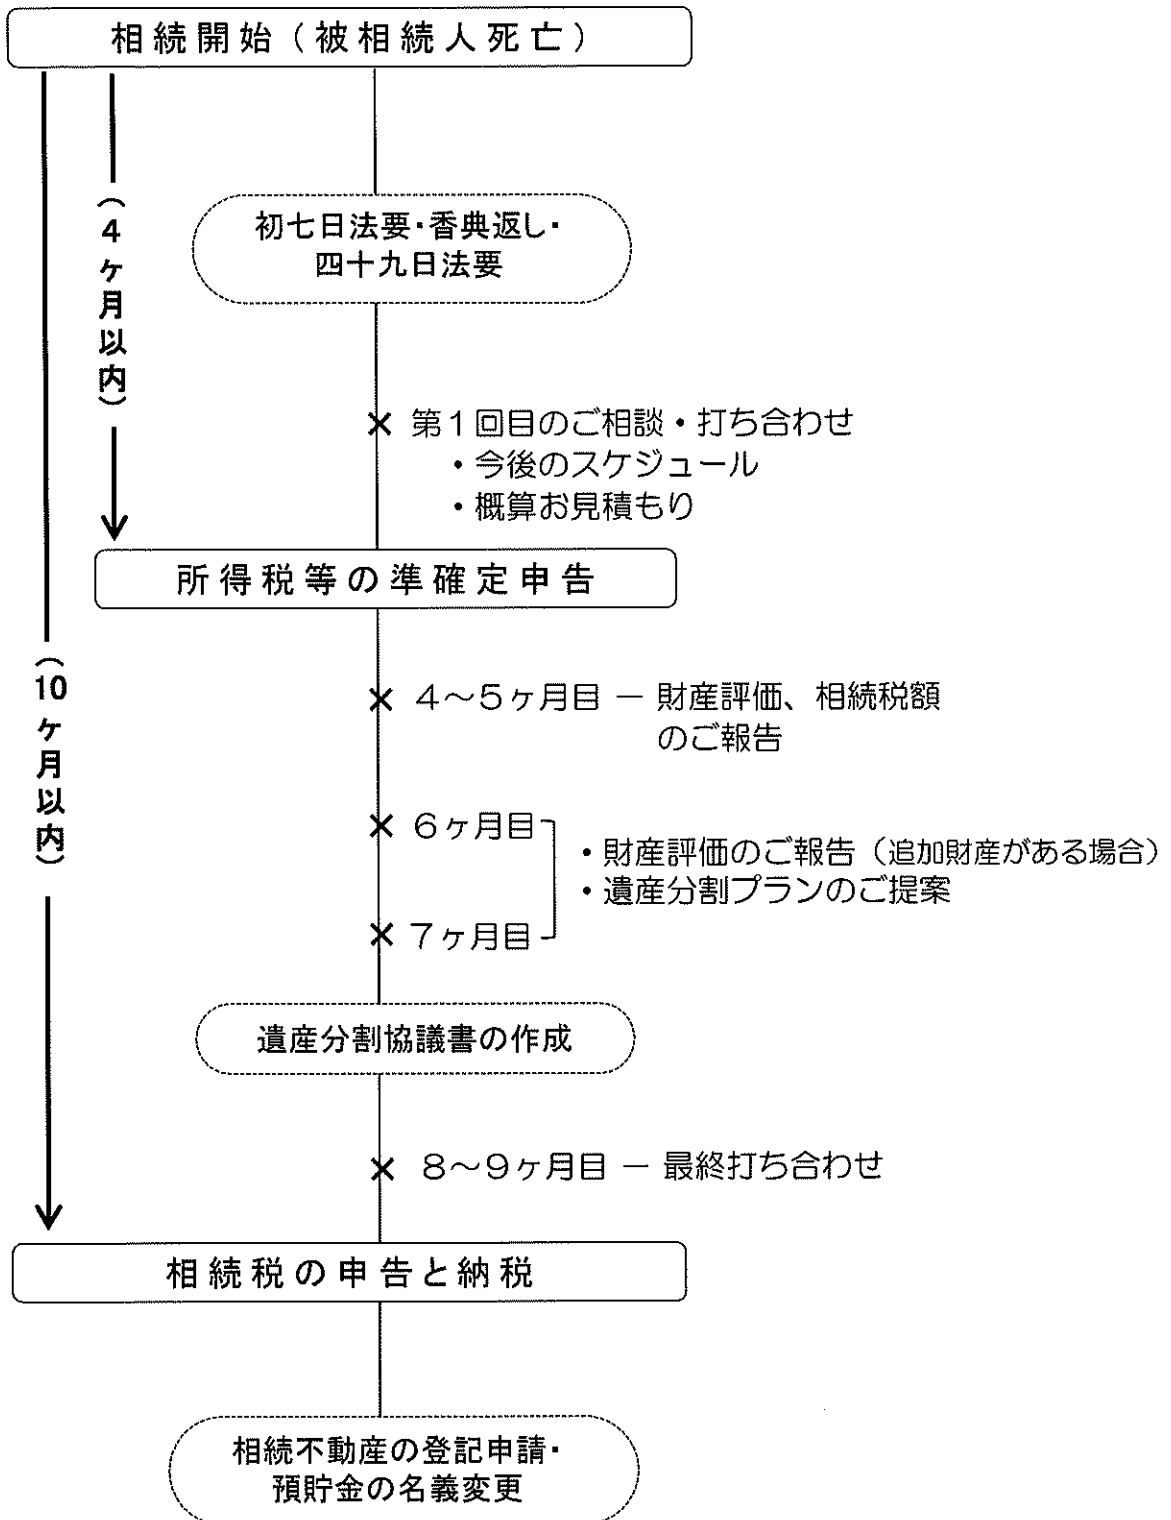 相続開始（被相続人死亡）
（4ヶ月以内）
初七日法要・香典返し・
四十九日法要
× 第１回目のご相談・打ち合わせ
・今後のスケジュール
・概算お見積もり
所得税等の準確定申告
（10ヶ月以内）
× ４～５ヶ月目 － 財産評価、相続税額
のご報告
× ６ヶ月目
・財産評価のご報告（追加財産がある場合）
・遺産分割プランのご提案
× ７ヶ月目
遺産分割協議書の作成
× ８～９ヶ月目 － 最終打ち合わせ
相続税の申告と納税
相続不動産の登記申請・
預貯金の名義変更